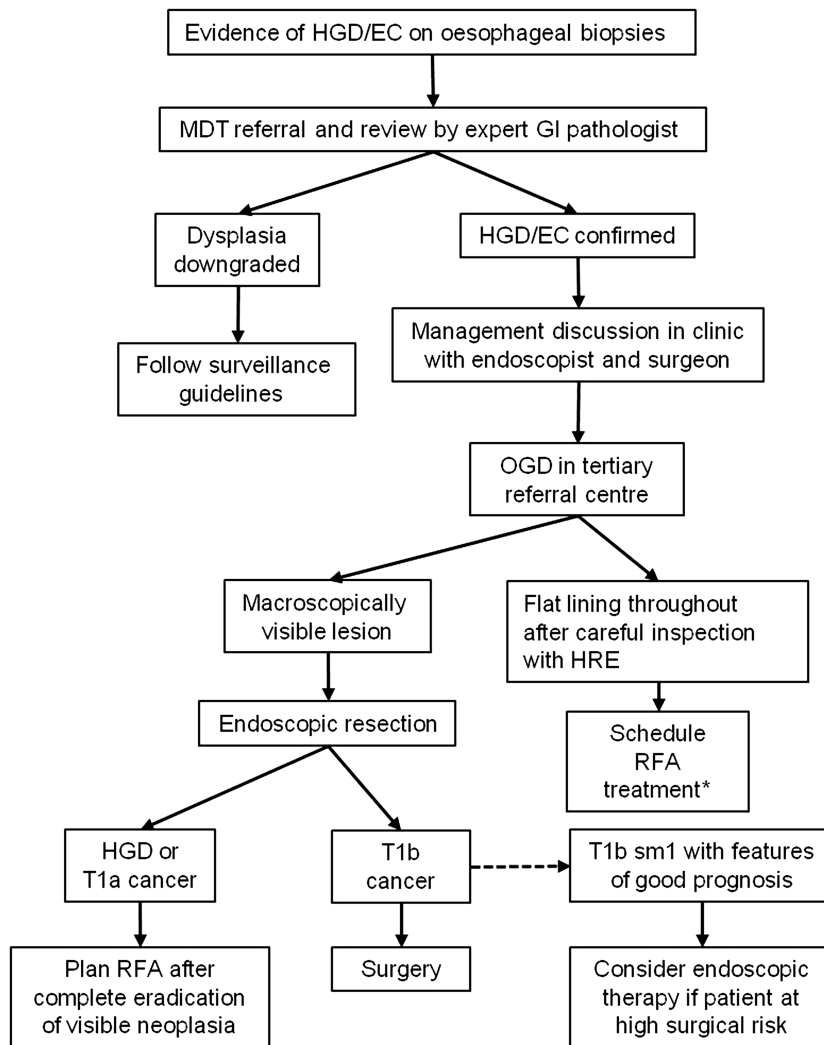 Evidence of HGD/EC on oesophageal biopsies
MDT referral and review by expert GI pathologist
Dysplasia
downgraded
HGD/EC confirmed
Follow surveillance
guidelines
Management discussion in clinic
with endoscopist and surgeon
OGD in tertiary
referral centre
Macroscopically
visible lesion
Flat lining throughout
after careful inspection
with HRE
Endoscopic resection
Schedule
RFA
treatment*
HGD or
T1a cancer
T1b
cancer
T1b sm1 with features
of good prognosis
Plan RFA after
complete eradication
of visible neoplasia
Surgery
Consider endoscopic
therapy if patient at
high surgical risk